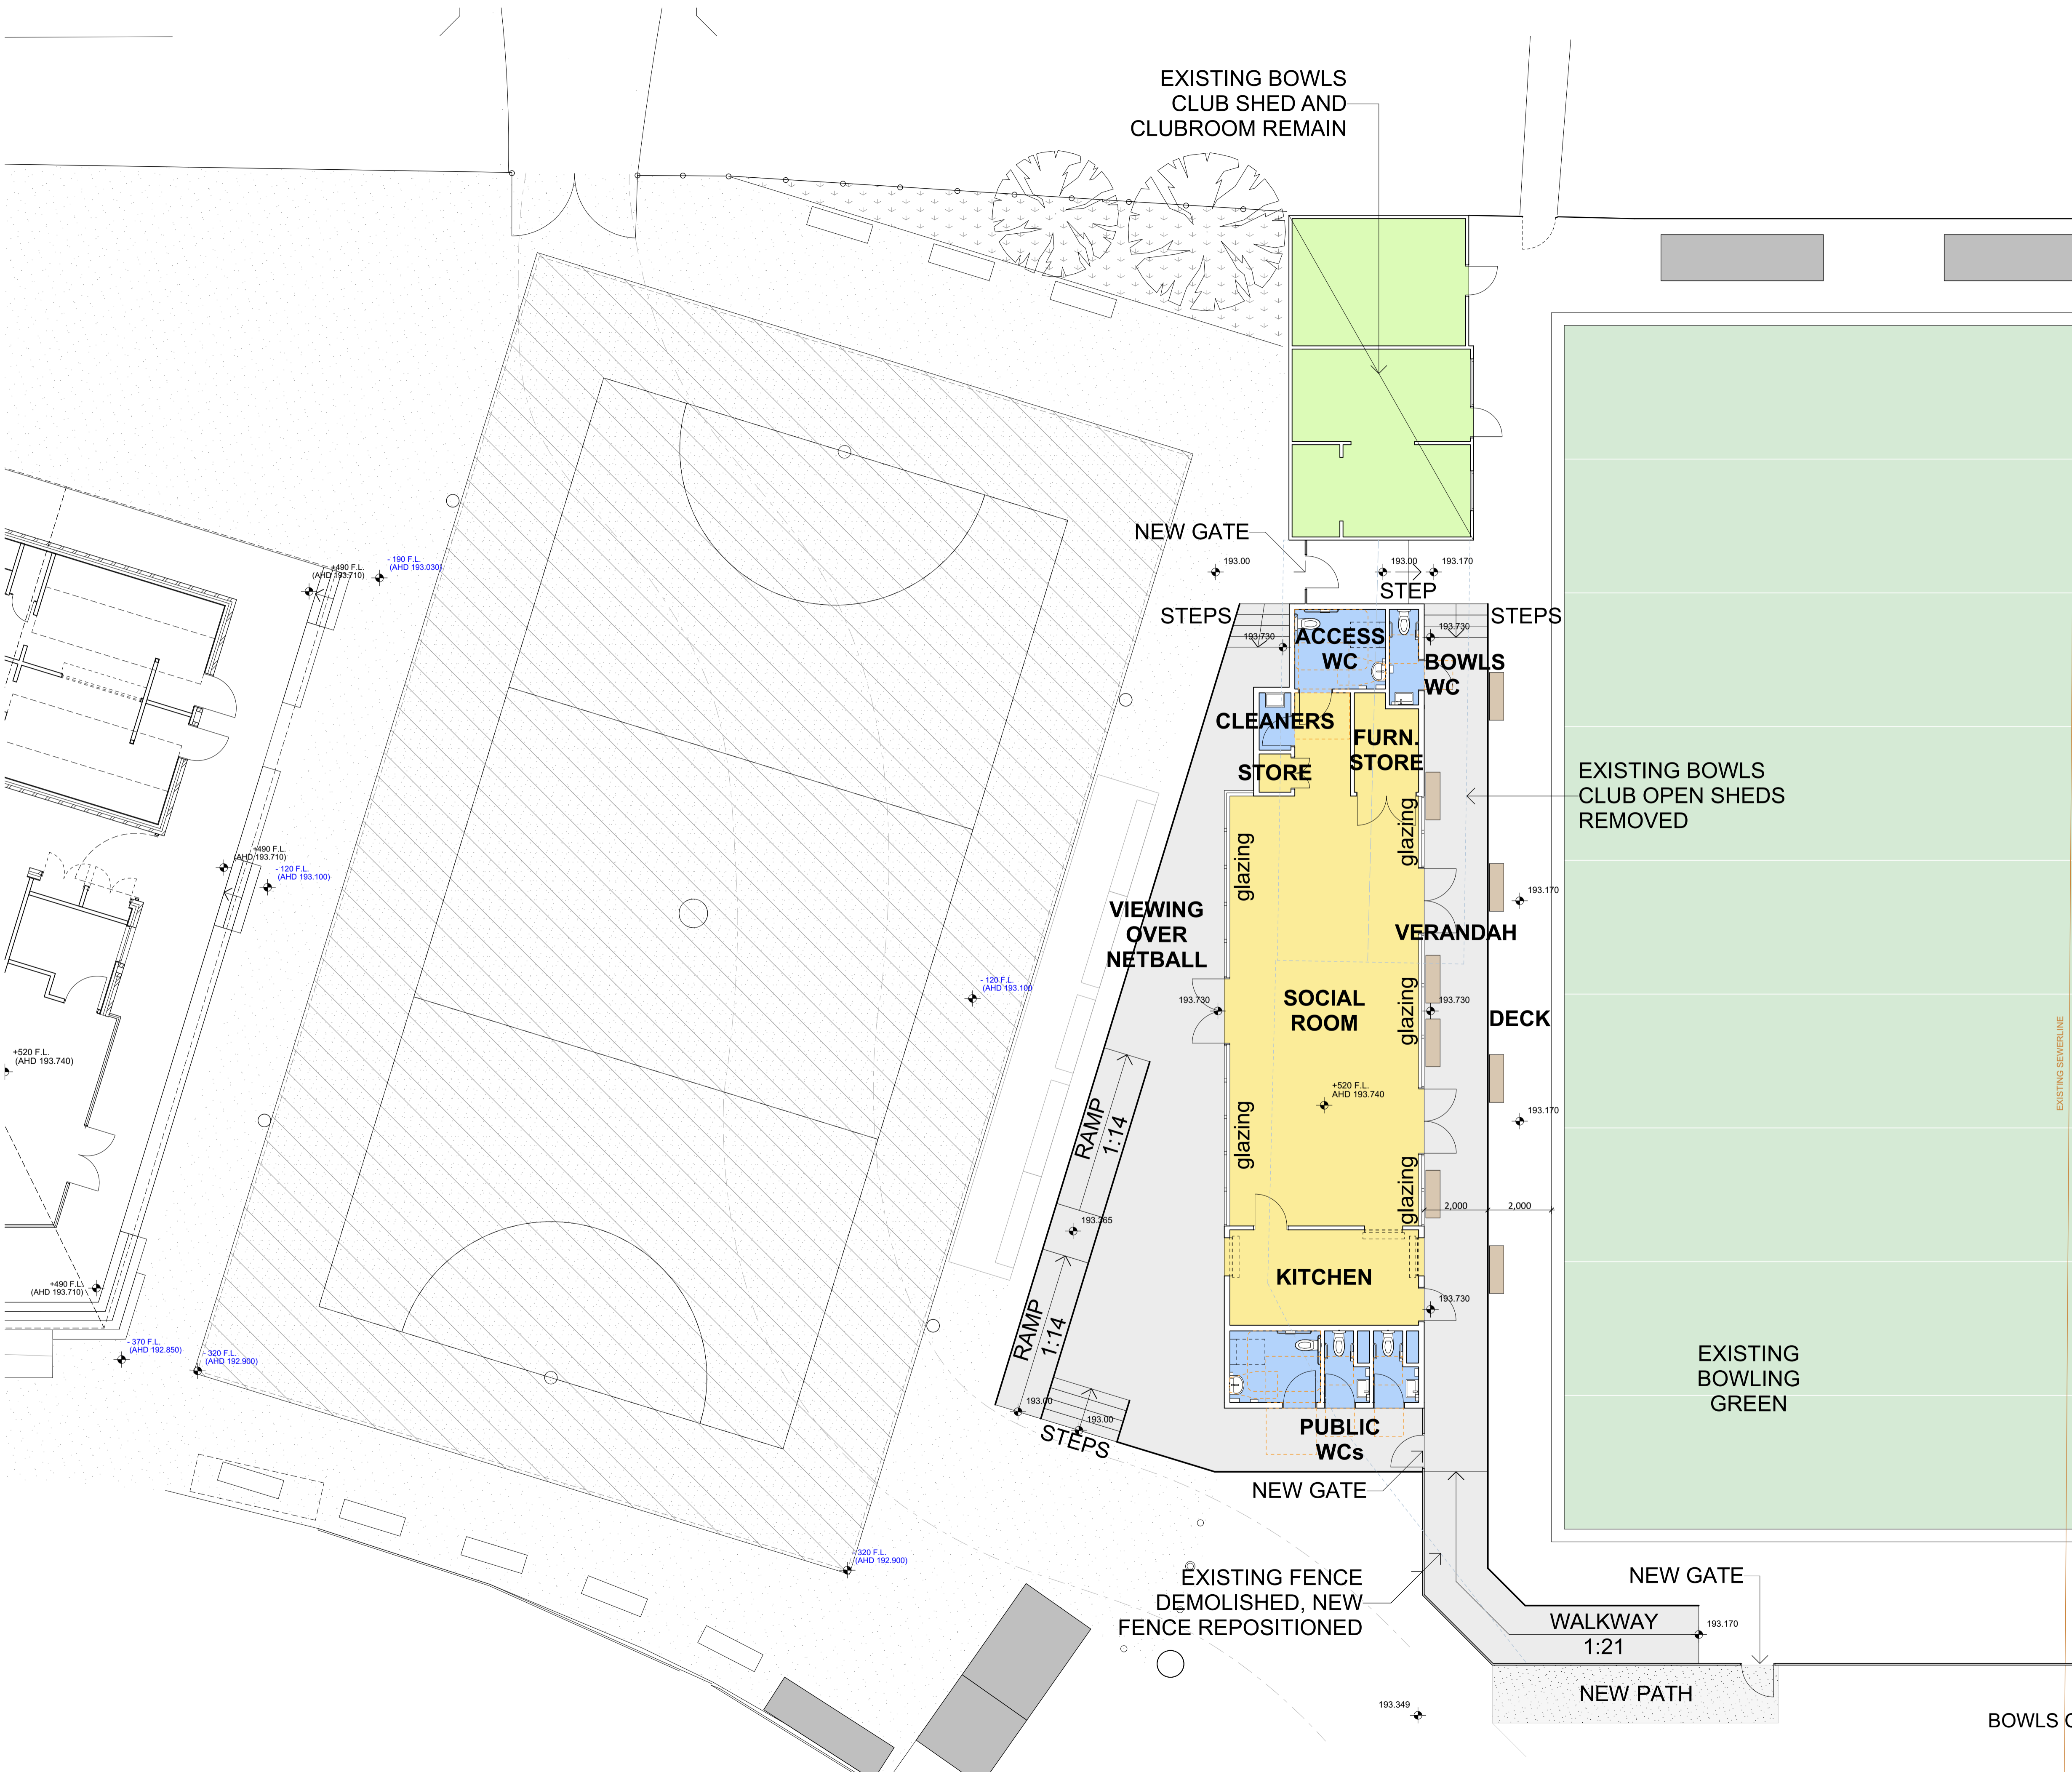 EXISTING BOWLS
CLUB SHED AND
CLUBROOM REMAIN
NEW GATE
193.00
193.00
193.170
STEP
STEPS
STEPS
193.730
193.730
ACCESS
WC
BOWLS
WC
CLEANERS
FURN.
STORE
STORE
EXISTING BOWLS
CLUB OPEN SHEDS
REMOVED
glazing
glazing
193.170
VIEWING
OVER
NETBALL
VERANDAH
- 190 F.L.
(AHD 193.030)
+490 F.L.
(AHD 193.710)
+490 F.L.
(AHD 193.710)
- 120 F.L.
(AHD 193.100)
- 120 F.L.
(AHD 193.100
193.730
SOCIAL
ROOM
glazing
193.730
DECK
+520 F.L.
(AHD 193.740)
+520 F.L.
AHD 193.740
193.170
EXISTING SEWERLINE
RAMP
1:14
glazing
glazing
2,000
2,000
193.365
KITCHEN
193.730
+490 F.L.
(AHD 193.710)
RAMP
1:14
- 370 F.L.
(AHD 192.850)
- 320 F.L.
(AHD 192.900)
EXISTING
BOWLING
GREEN
193.00
193.00
STEPS
PUBLIC
WCs
NEW GATE
- 320 F.L.
(AHD 192.900)
EXISTING FENCE
DEMOLISHED, NEW
FENCE REPOSITIONED
NEW GATE
WALKWAY
1:21
193.170
NEW PATH
193.349
BOWLS